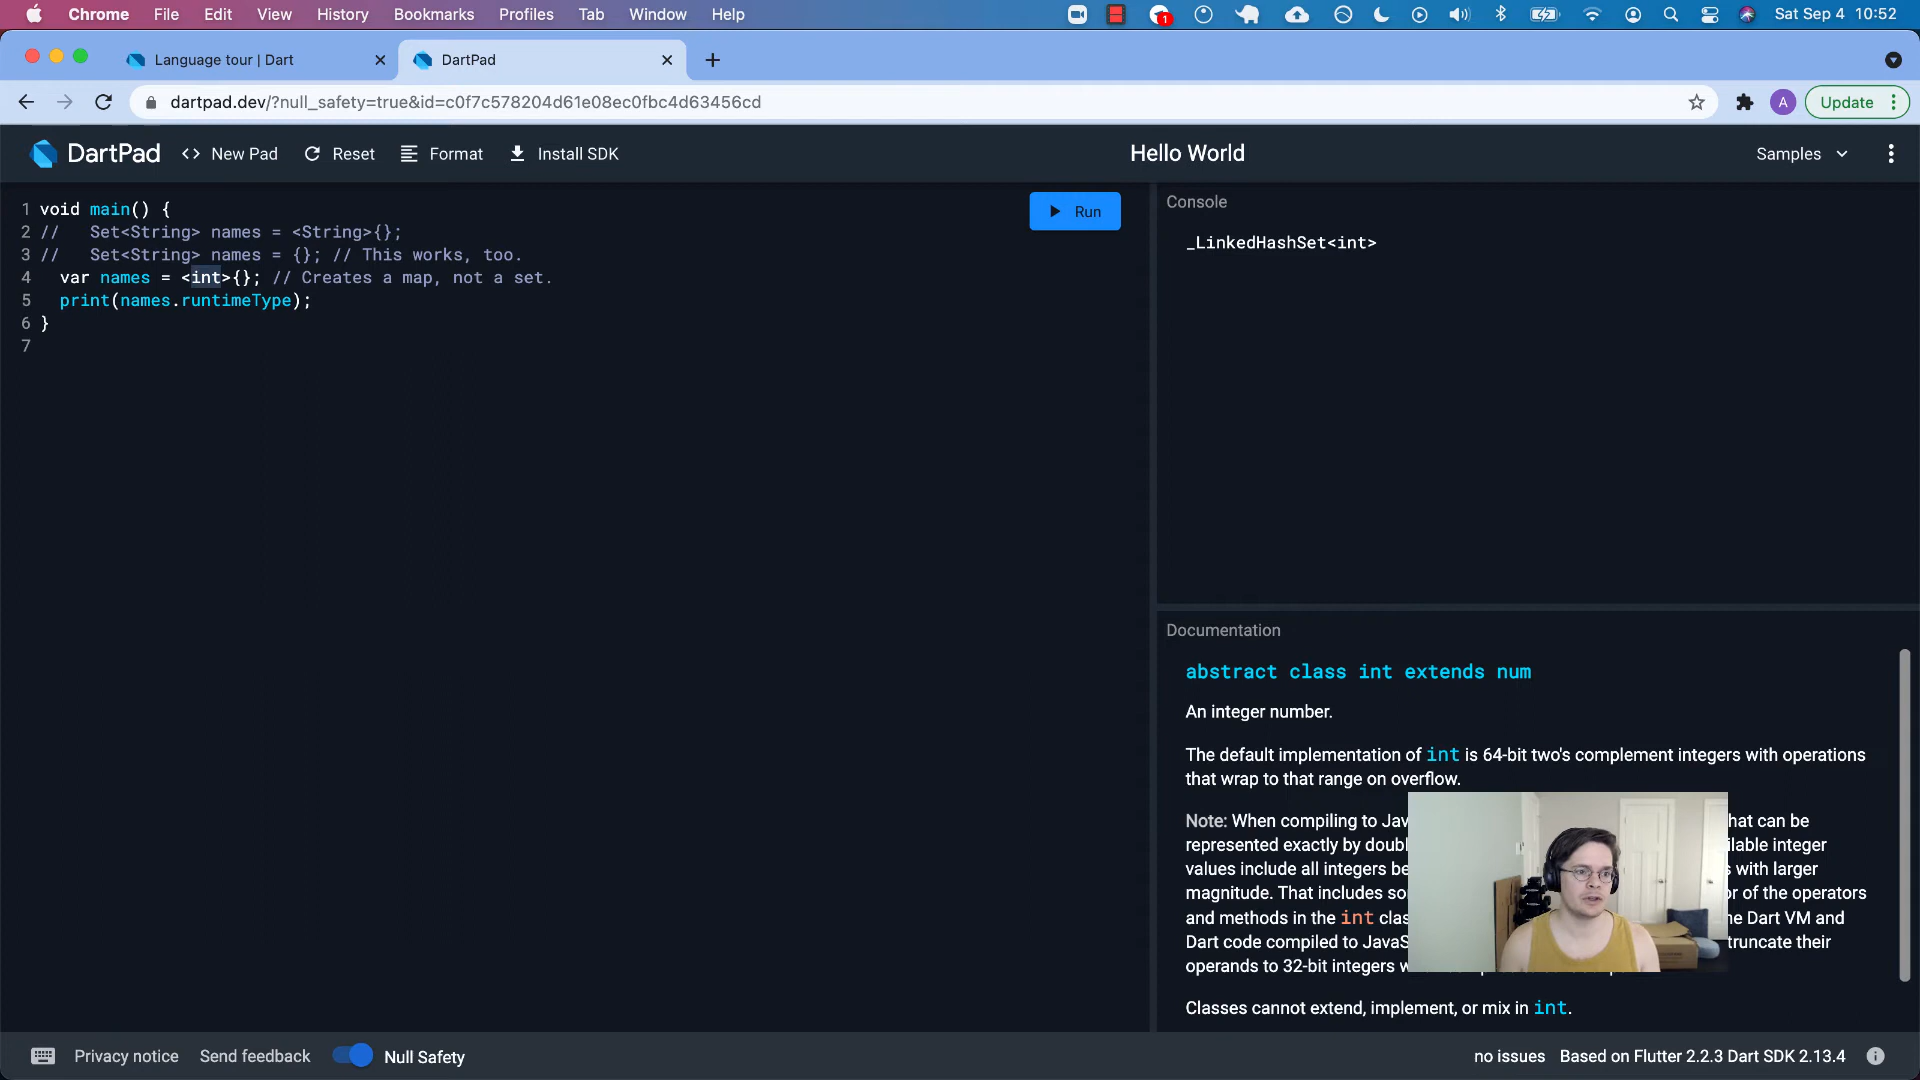 Chrome File Edit View History Bookmarks Profiles Tab Window Help 1 Sat Sep 4 10:52
Language tour | Dart DartPad
dartpad.dev/?null_safety=true&id=c0f7c578204d61e08ec0fbc4d63456cd A Update
DartPad <> New Pad Reset Format Install SDK Hello World Samples
Run
1 void main() {
2 //   Set<String> names = <String>{};
3 //   Set<String> names = {}; // This works, too.
4   var names = <int>{}; // Creates a map, not a set.
5   print(names.runtimeType);
6 }
7
Console
_LinkedHashSet<int>
Documentation
abstract class int extends num
An integer number.
The default implementation of int is 64-bit two's complement integers with operations
that wrap to that range on overflow.
Note: When compiling to Jav hat can be
represented exactly by doubl ilable integer
values include all integers be with larger
magnitude. That includes so or of the operators
and methods in the int clas ne Dart VM and
Dart code compiled to JavaS truncate their
operands to 32-bit integers
Classes cannot extend, implement, or mix in int.
Privacy notice Send feedback Null Safety no issues Based on Flutter 2.2.3 Dart SDK 2.13.4